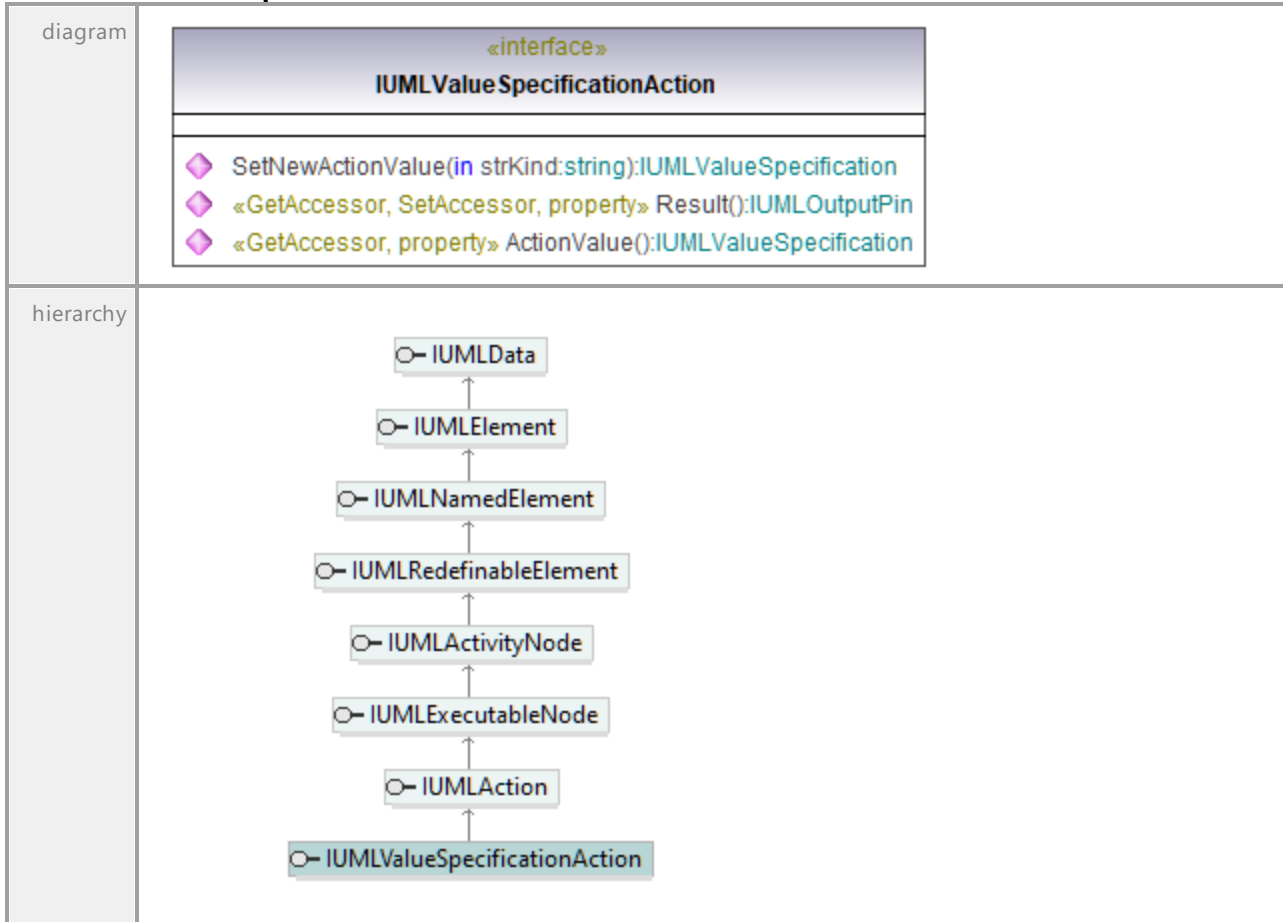 diagram
«interface»
IUMLValueSpecificationAction
SetNewActionValue(in strKind:string):IUMLValueSpecification
«GetAccessor, SetAccessor, property» Result():IUMLOutputPin
«GetAccessor, property» ActionValue():IUMLValueSpecification
hierarchy
IUMLData
IUMLElement
IUMLNamedElement
IUMLRedefinableElement
IUMLActivityNode
IUMLExecutableNode
IUMLAction
IUMLValueSpecificationAction